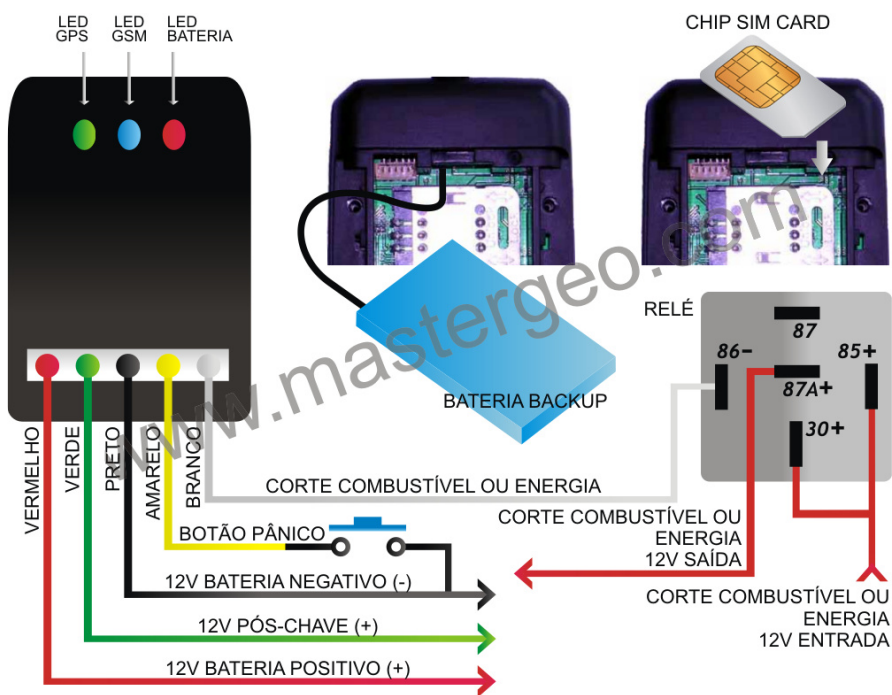 LED
GPS
LED
GSM
LED
BATERIA
CHIP SIM CARD
www.mastergeo.com
RELÉ
87
86-
85+
87A+
30+
BATERIA BACKUP
VERMELHO
VERDE
PRETO
AMARELO
BRANCO
CORTE COMBUSTÍVEL OU ENERGIA
BOTÃO PÂNICO
CORTE COMBUSTÍVEL OU
ENERGIA
12V SAÍDA
12V BATERIA NEGATIVO (-)
CORTE COMBUSTÍVEL OU
ENERGIA
12V ENTRADA
12V PÓS-CHAVE (+)
12V BATERIA POSITIVO (+)